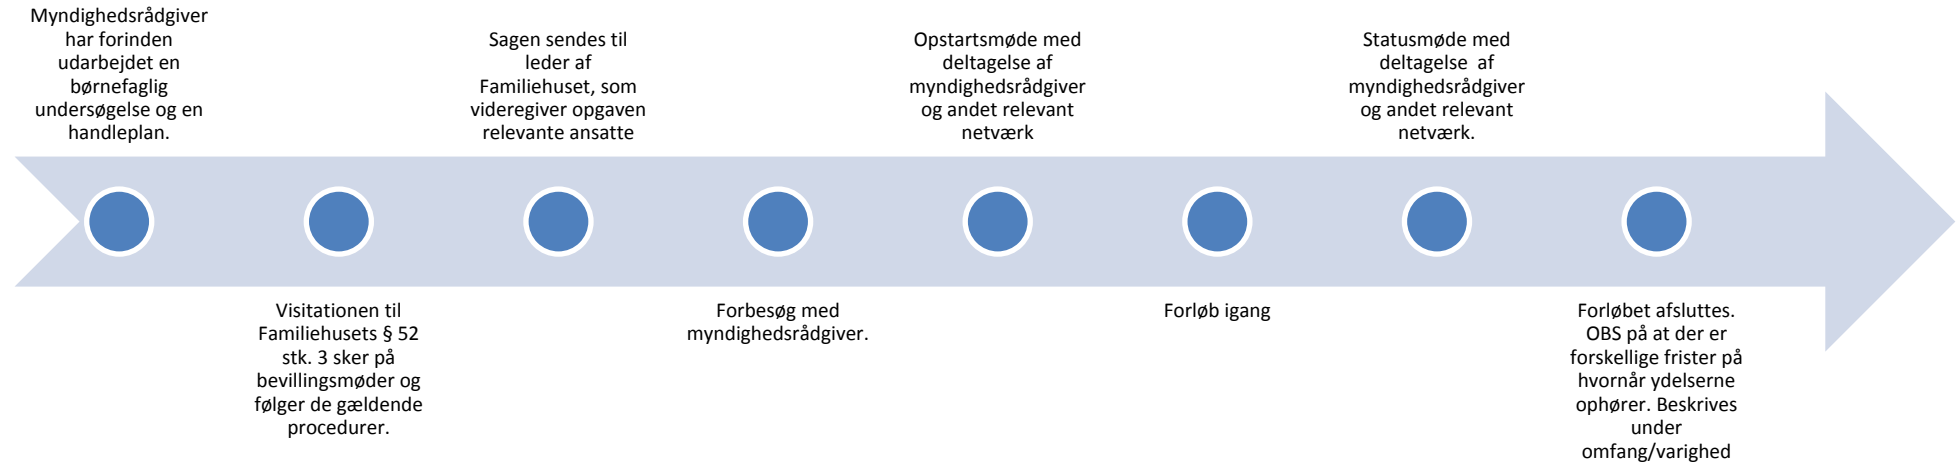 Myndighedsrådgiver
har forinden
udarbejdet en
børnefaglig
undersøgelse og en
handleplan.
Visitationen til
Familiehusets § 52
stk. 3 sker på
bevillingsmøder og
følger de gældende
procedurer.
Sagen sendes til
leder af
Familiehuset, som
videregiver opgaven
relevante ansatte
Forbesøg med
myndighedsrådgiver.
Opstartsmøde med
deltagelse af
myndighedsrådgiver
og andet relevant
netværk
Forløb igang
Statusmøde med
deltagelse af
myndighedsrådgiver
og andet relevant
netværk.
Forløbet afsluttes.
OBS på at der er
forskellige frister på
hvornår ydelserne
ophører. Beskrives
under
omfang/varighed